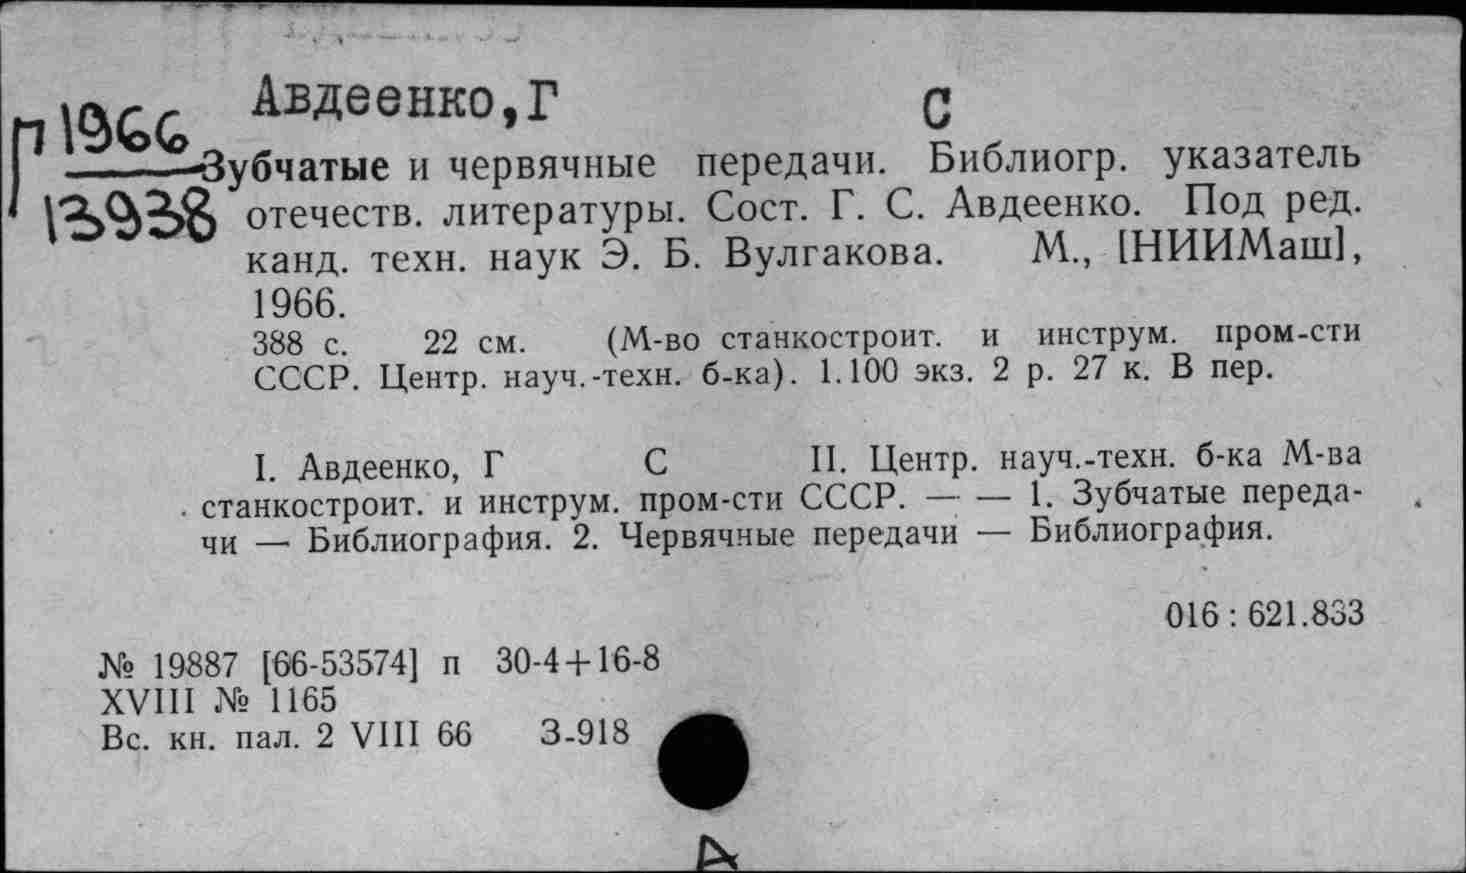 Авдеенко,Г С
П 1966
13938
Зубчатые и червячные передачи. Библиогр. указатель
отечеств. литературы. Сост. Г. С. Авдеенко. Под ред.
канд. техн. наук Э. Б. Вулгакова. М., [НИИМаш],
1966.
388 с. 22 см. (М-во станкостроит. и инструм. пром-сти
СССР. Центр. науч.-техн. б-ка). 1.100 экз. 2 р. 27 к. В пер.
I. Авдеенко, Г С II. Центр. науч.-техн. б-ка М-ва
станкостроит. и инструм. пром-сти СССР. — — 1. Зубчатые переда-
чи — Библиография. 2. Червячные передачи — Библиография.
016 : 621.833
№ 19887 [66-53574] п 30-4+16-8
XVIII № 1165
Вс. кн. пал. 2 VIII 66 З-918